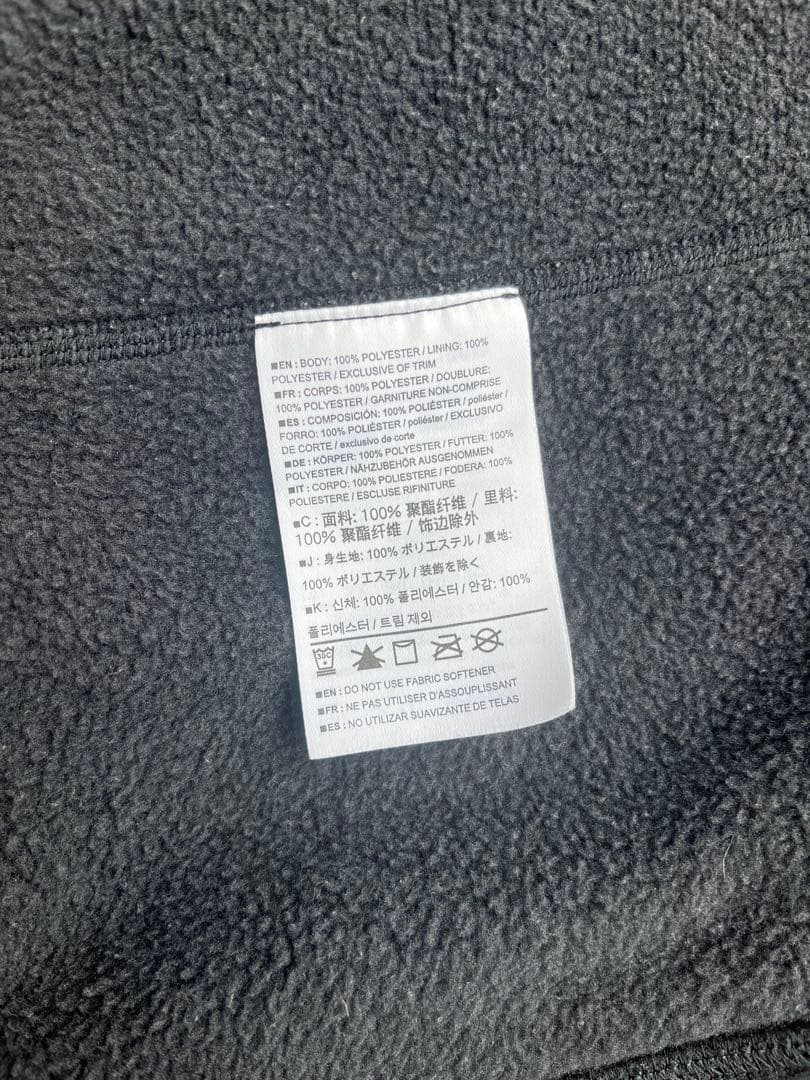 ■EN : BODY: 100% POLYESTER / LINING: 100%
POLYESTER / EXCLUSIVE OF TRIM
■FR : CORPS: 100% POLYESTER / DOUBLURE:
100% POLYESTER / GARNITURE NON-COMPRISE
■ES : COMPOSICIÓN: 100% POLIÉSTER / poliéster /
FORRO: 100% POLIÉSTER / poliéster / EXCLUSIVO
DE CORTE / exclusivo de corte
■DE : KÖRPER: 100% POLYESTER / FUTTER: 100%
POLYESTER / NÄHZUBEHÖR AUSGENOMMEN
■IT : CORPO: 100% POLIESTERE / FODERA: 100%
POLIESTERE / ESCLUSE RIFINITURE
■C : 面料: 100% 聚酯纤维 / 里料:
100% 聚酯纤维 / 饰边除外
■J : 身生地: 100% ポリエステル / 裏地:
100% ポリエステル / 装飾を除く
■K : 신체: 100% 폴리에스터 / 안감: 100%
폴리에스터 / 트림 제외
30C
■EN : DO NOT USE FABRIC SOFTENER
■FR : NE PAS UTILISER D'ASSOUPLISSANT
■ES : NO UTILIZAR SUAVIZANTE DE TELAS